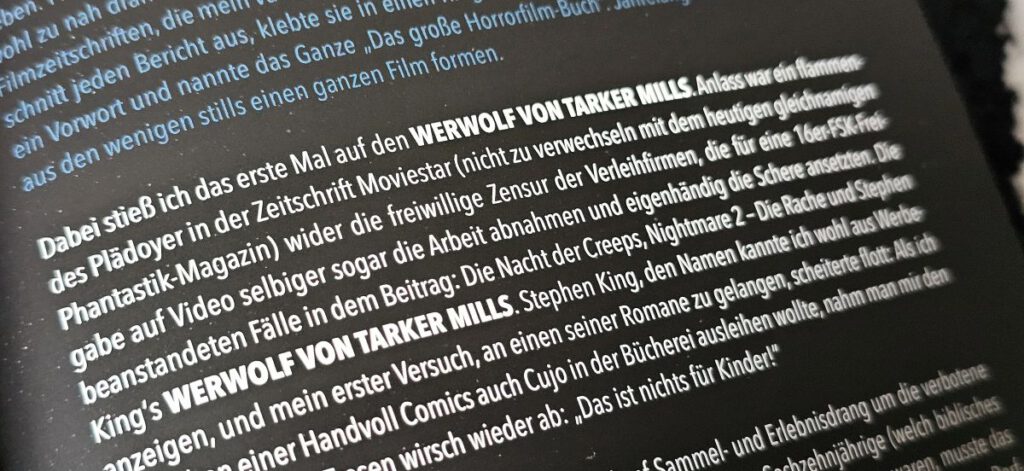 wohl zu nah
Filmzeitschriften, die mein
schnitt jeden Bericht aus, klebte sie in einen
ein Vorwort und nannte das Ganze „Das große Horrorfilm-Buch“.
aus den wenigen stills einen ganzen Film formen.
Dabei stieß ich das erste Mal auf den WERWOLF VON TARKER MILLS. Anlass war ein flammen-
des Plädoyer in der Zeitschrift Moviestar (nicht zu verwechseln mit dem heutigen gleichnamigen
Phantastik-Magazin) wider die freiwillige Zensur der Verleihfirmen, die für eine 16er-FSK-Frei-
gabe auf Video selbiger sogar die Arbeit abnahmen und eigenhändig die Schere ansetzten. Die
beanstandeten Fälle in dem Beitrag: Die Nacht der Creeps, Nightmare 2 – Die Rache und Stephen
King‘s WERWOLF VON TARKER MILLS. Stephen King, den Namen kannte ich wohl aus Werbe-
anzeigen, und mein erster Versuch, an einen seiner Romane zu gelangen, scheiterte flott: Als ich
einer Handvoll Comics auch Cujo in der Bücherei ausleihen wollte, nahm man mir den
wirsch wieder ab: „Das ist nichts für Kinder!“
Sammel- und Erlebnisdrang um die verbotene
Sechzehnjährige (welch biblisches
musste das